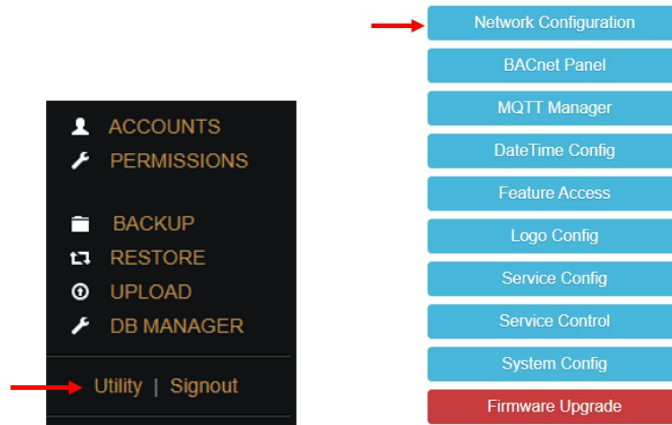 ACCOUNTS
PERMISSIONS
BACKUP
RESTORE
UPLOAD
DB MANAGER
Utility | Signout
Network Configuration
BACnet Panel
MQTT Manager
DateTime Config
Feature Access
Logo Config
Service Config
Service Control
System Config
Firmware Upgrade